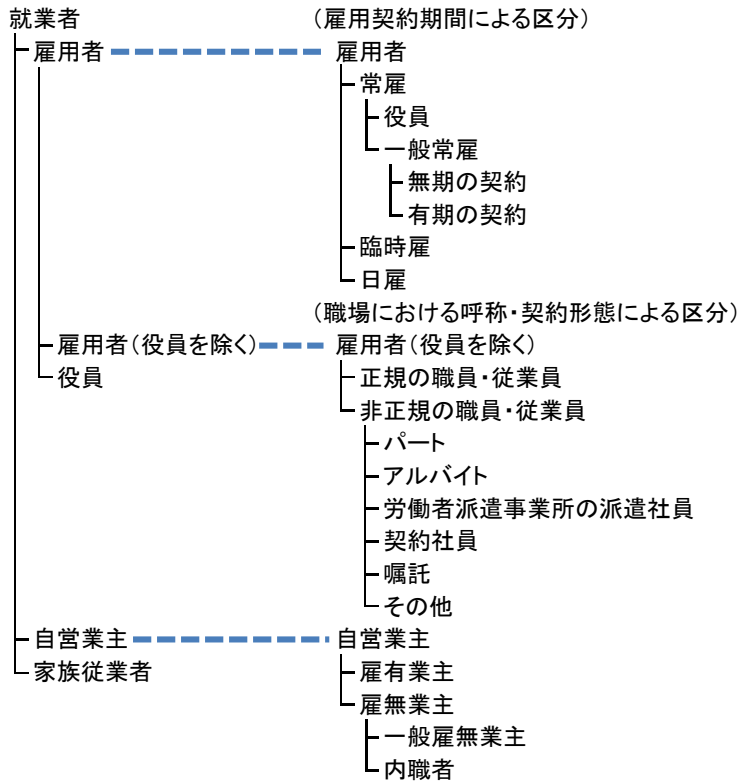 就業者 （雇用契約期間による区分）
雇用者 雇用者
常雇
役員
一般常雇
無期の契約
有期の契約
臨時雇
日雇
（職場における呼称・契約形態による区分）
雇用者（役員を除く） 雇用者（役員を除く）
役員 正規の職員・従業員
非正規の職員・従業員
パート
アルバイト
労働者派遣事業所の派遣社員
契約社員
嘱託
その他
自営業主 自営業主
家族従業者 雇有業主
雇無業主
一般雇無業主
内職者